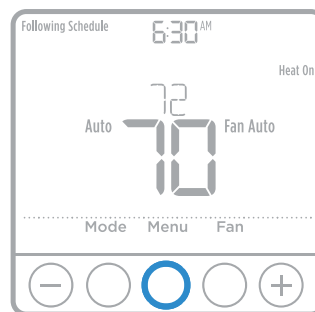 Following Schedule 6:30 AM
Heat On
72
Auto 70 Fan Auto
Mode Menu Fan
− +